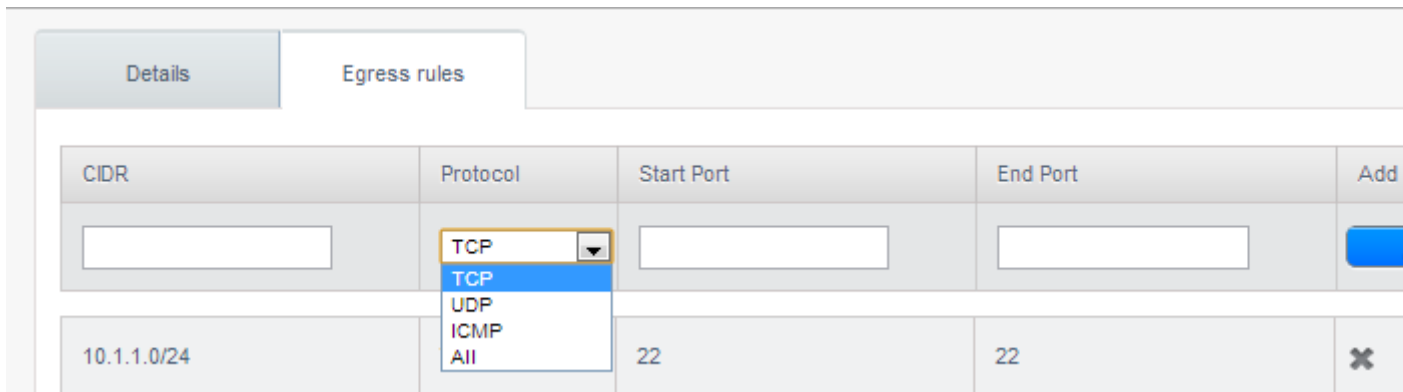 Details Egress rules
CIDR Protocol Start Port End Port Add
TCP
TCP
UDP
ICMP
All
10.1.1.0/24 22 22